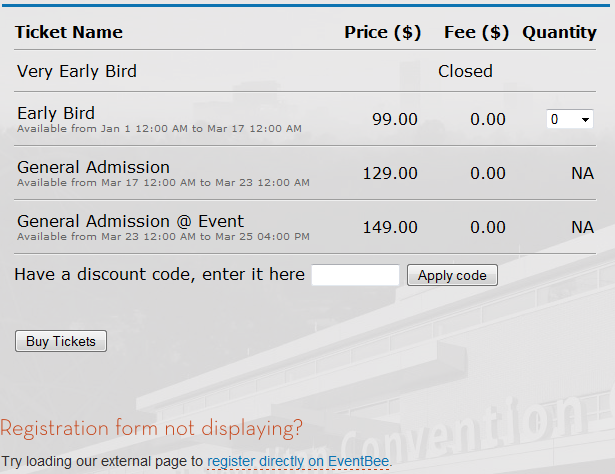 Ticket Name Price ($) Fee ($) Quantity
Very Early Bird Closed
Early Bird 99.00 0.00 0
Available from Jan 1 12:00 AM to Mar 17 12:00 AM
General Admission 129.00 0.00 NA
Available from Mar 17 12:00 AM to Mar 23 12:00 AM
General Admission @ Event 149.00 0.00 NA
Available from Mar 23 12:00 AM to Mar 25 04:00 PM
Have a discount code, enter it here Apply code
Buy Tickets
Convention
Registration form not displaying?
Try loading our external page to register directly on EventBee.